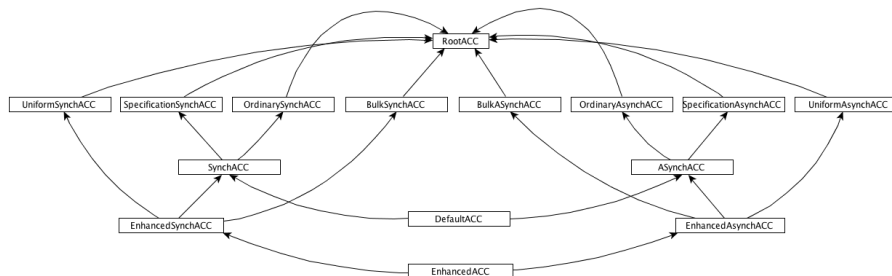 RootACC
UniformSynchACC SpecificationSynchACC OrdinarySynchACC BulkSynchACC BulkASynchACC OrdinaryAsynchACC SpecificationAsynchACC UniformAsynchACC
SynchACC ASynchACC
EnhancedSynchACC DefaultACC EnhancedAsynchACC
EnhancedACC